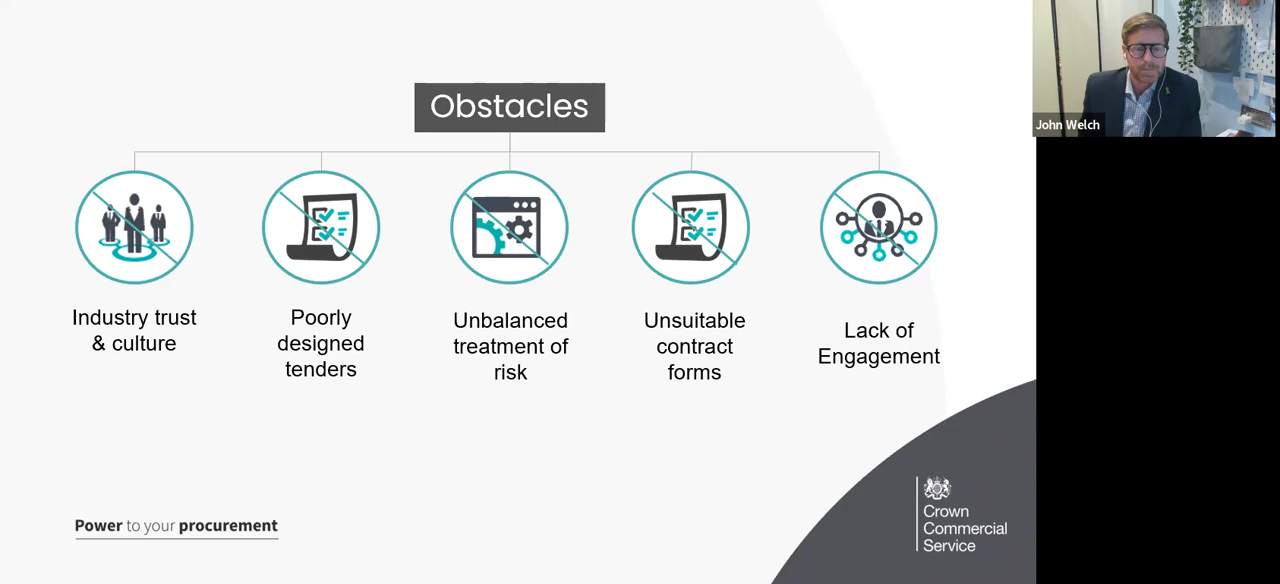 Obstacles
Industry trust
& culture
Poorly
designed
tenders
Unbalanced
treatment of
risk
Unsuitable
contract
forms
Lack of
Engagement
Power to your procurement
Crown
Commercial
Service
John Welch